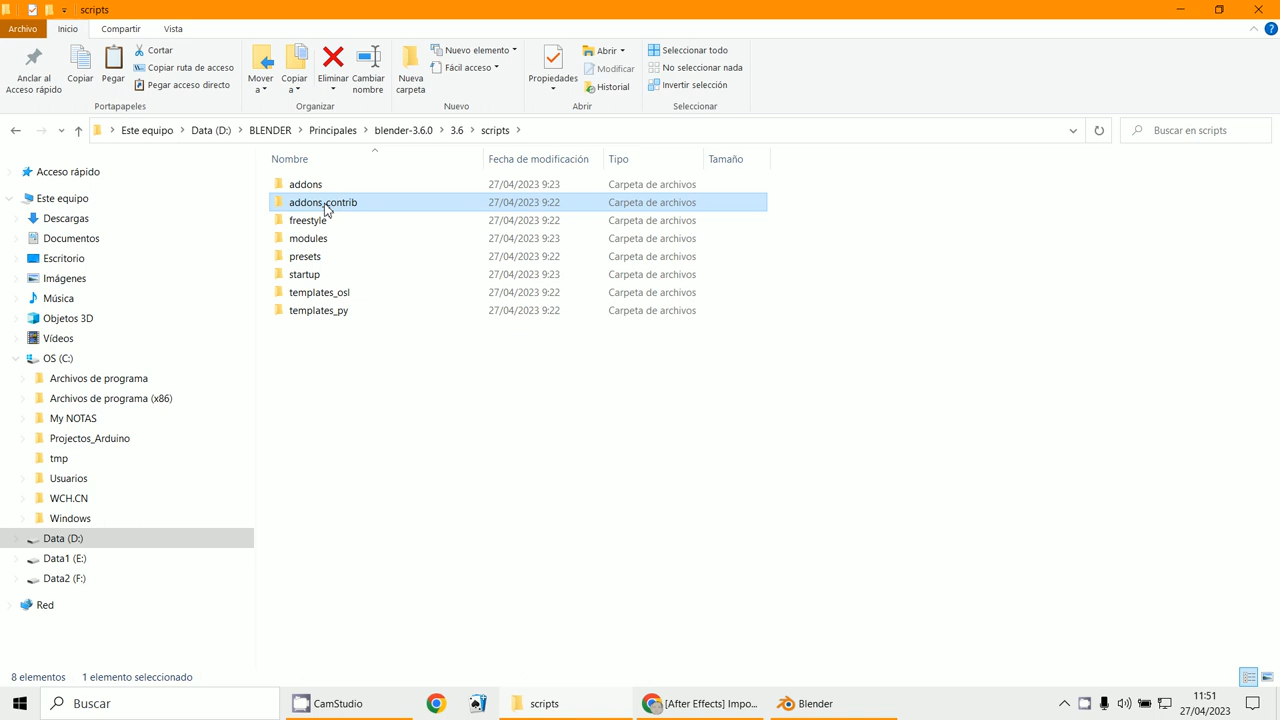 scripts
Archivo Inicio Compartir Vista
Anclar al Acceso rápido
Copiar
Pegar
Cortar
Copiar ruta de acceso
Pegar acceso directo
Portapapeles
Mover a
Copiar a
Eliminar
Cambiar nombre
Organizar
Nueva carpeta
Nuevo elemento
Fácil acceso
Nuevo
Propiedades
Abrir
Modificar
Historial
Abrir
Seleccionar todo
No seleccionar nada
Invertir selección
Seleccionar
Este equipo > Data (D:) > BLENDER > Principales > blender-3.6.0 > 3.6 > scripts >
Buscar en scripts
Acceso rápido
Este equipo
Descargas
Documentos
Escritorio
Imágenes
Música
Objetos 3D
Vídeos
OS (C:)
Archivos de programa
Archivos de programa (x86)
My NOTAS
Projectos_Arduino
tmp
Usuarios
WCH.CN
Windows
Data (D:)
Data1 (E:)
Data2 (F:)
Red
Nombre Fecha de modificación Tipo Tamaño
addons 27/04/2023 9:23 Carpeta de archivos
addons_contrib 27/04/2023 9:22 Carpeta de archivos
freestyle 27/04/2023 9:22 Carpeta de archivos
modules 27/04/2023 9:23 Carpeta de archivos
presets 27/04/2023 9:22 Carpeta de archivos
startup 27/04/2023 9:23 Carpeta de archivos
templates_osl 27/04/2023 9:22 Carpeta de archivos
templates_py 27/04/2023 9:22 Carpeta de archivos
8 elementos 1 elemento seleccionado
Buscar
CamStudio
scripts
[After Effects] Impo...
Blender
11:51
27/04/2023